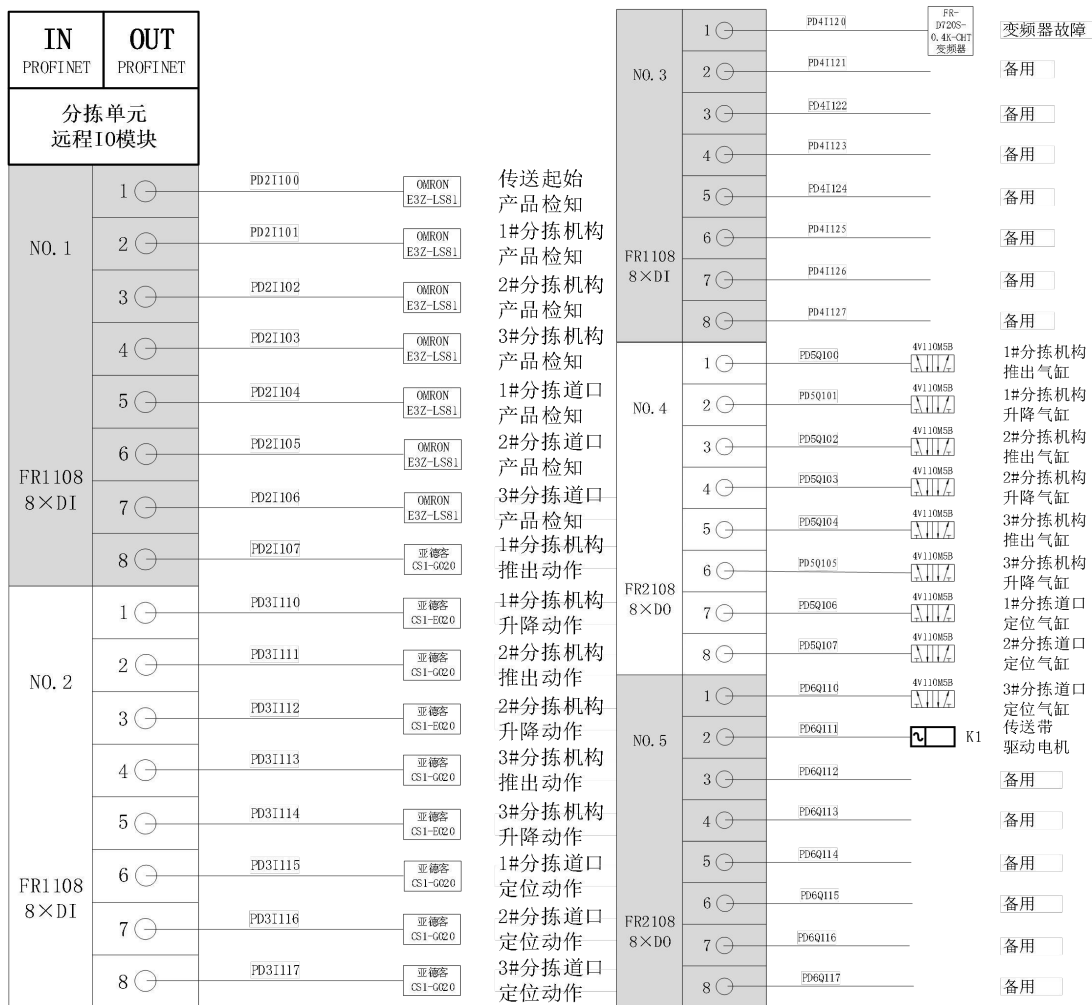 IN
PROFINET
OUT
PROFINET
分拣单元
远程IO模块
NO. 1
FR1108
8×DI
1
PD2I100
OMRON
E3Z-LS81
传送起始
产品检知
2
PD2I101
OMRON
E3Z-LS81
1#分拣机构
产品检知
3
PD2I102
OMRON
E3Z-LS81
2#分拣机构
产品检知
4
PD2I103
OMRON
E3Z-LS81
3#分拣机构
产品检知
5
PD2I104
OMRON
E3Z-LS81
1#分拣道口
产品检知
6
PD2I105
OMRON
E3Z-LS81
2#分拣道口
产品检知
7
PD2I106
OMRON
E3Z-LS81
3#分拣道口
产品检知
8
PD2I107
亚德客
CS1-G020
1#分拣机构
推出动作
NO. 2
FR1108
8×DI
1
PD3I110
亚德客
CS1-E020
1#分拣机构
升降动作
2
PD3I111
亚德客
CS1-G020
2#分拣机构
推出动作
3
PD3I112
亚德客
CS1-E020
2#分拣机构
升降动作
4
PD3I113
亚德客
CS1-G020
3#分拣机构
推出动作
5
PD3I114
亚德客
CS1-E020
3#分拣机构
升降动作
6
PD3I115
亚德客
CS1-G020
1#分拣道口
定位动作
7
PD3I116
亚德客
CS1-G020
2#分拣道口
定位动作
8
PD3I117
亚德客
CS1-G020
3#分拣道口
定位动作
NO. 3
FR1108
8×DI
1
PD4I120
FR-
D720S-
0.4K-CHT
变频器
变频器故障
2
PD4I121
备用
3
PD4I122
备用
4
PD4I123
备用
5
PD4I124
备用
6
PD4I125
备用
7
PD4I126
备用
8
PD4I127
备用
NO. 4
FR2108
8×DO
1
PD5Q100
4V110M5B
1#分拣机构
推出气缸
2
PD5Q101
4V110M5B
1#分拣机构
升降气缸
3
PD5Q102
4V110M5B
2#分拣机构
推出气缸
4
PD5Q103
4V110M5B
2#分拣机构
升降气缸
5
PD5Q104
4V110M5B
3#分拣机构
推出气缸
6
PD5Q105
4V110M5B
3#分拣机构
升降气缸
7
PD5Q106
4V110M5B
1#分拣道口
定位气缸
8
PD5Q107
4V110M5B
2#分拣道口
定位气缸
NO. 5
FR2108
8×DO
1
PD6Q110
4V110M5B
3#分拣道口
定位气缸
2
PD6Q111
K1
传送带
驱动电机
3
PD6Q112
备用
4
PD6Q113
备用
5
PD6Q114
备用
6
PD6Q115
备用
7
PD6Q116
备用
8
PD6Q117
备用